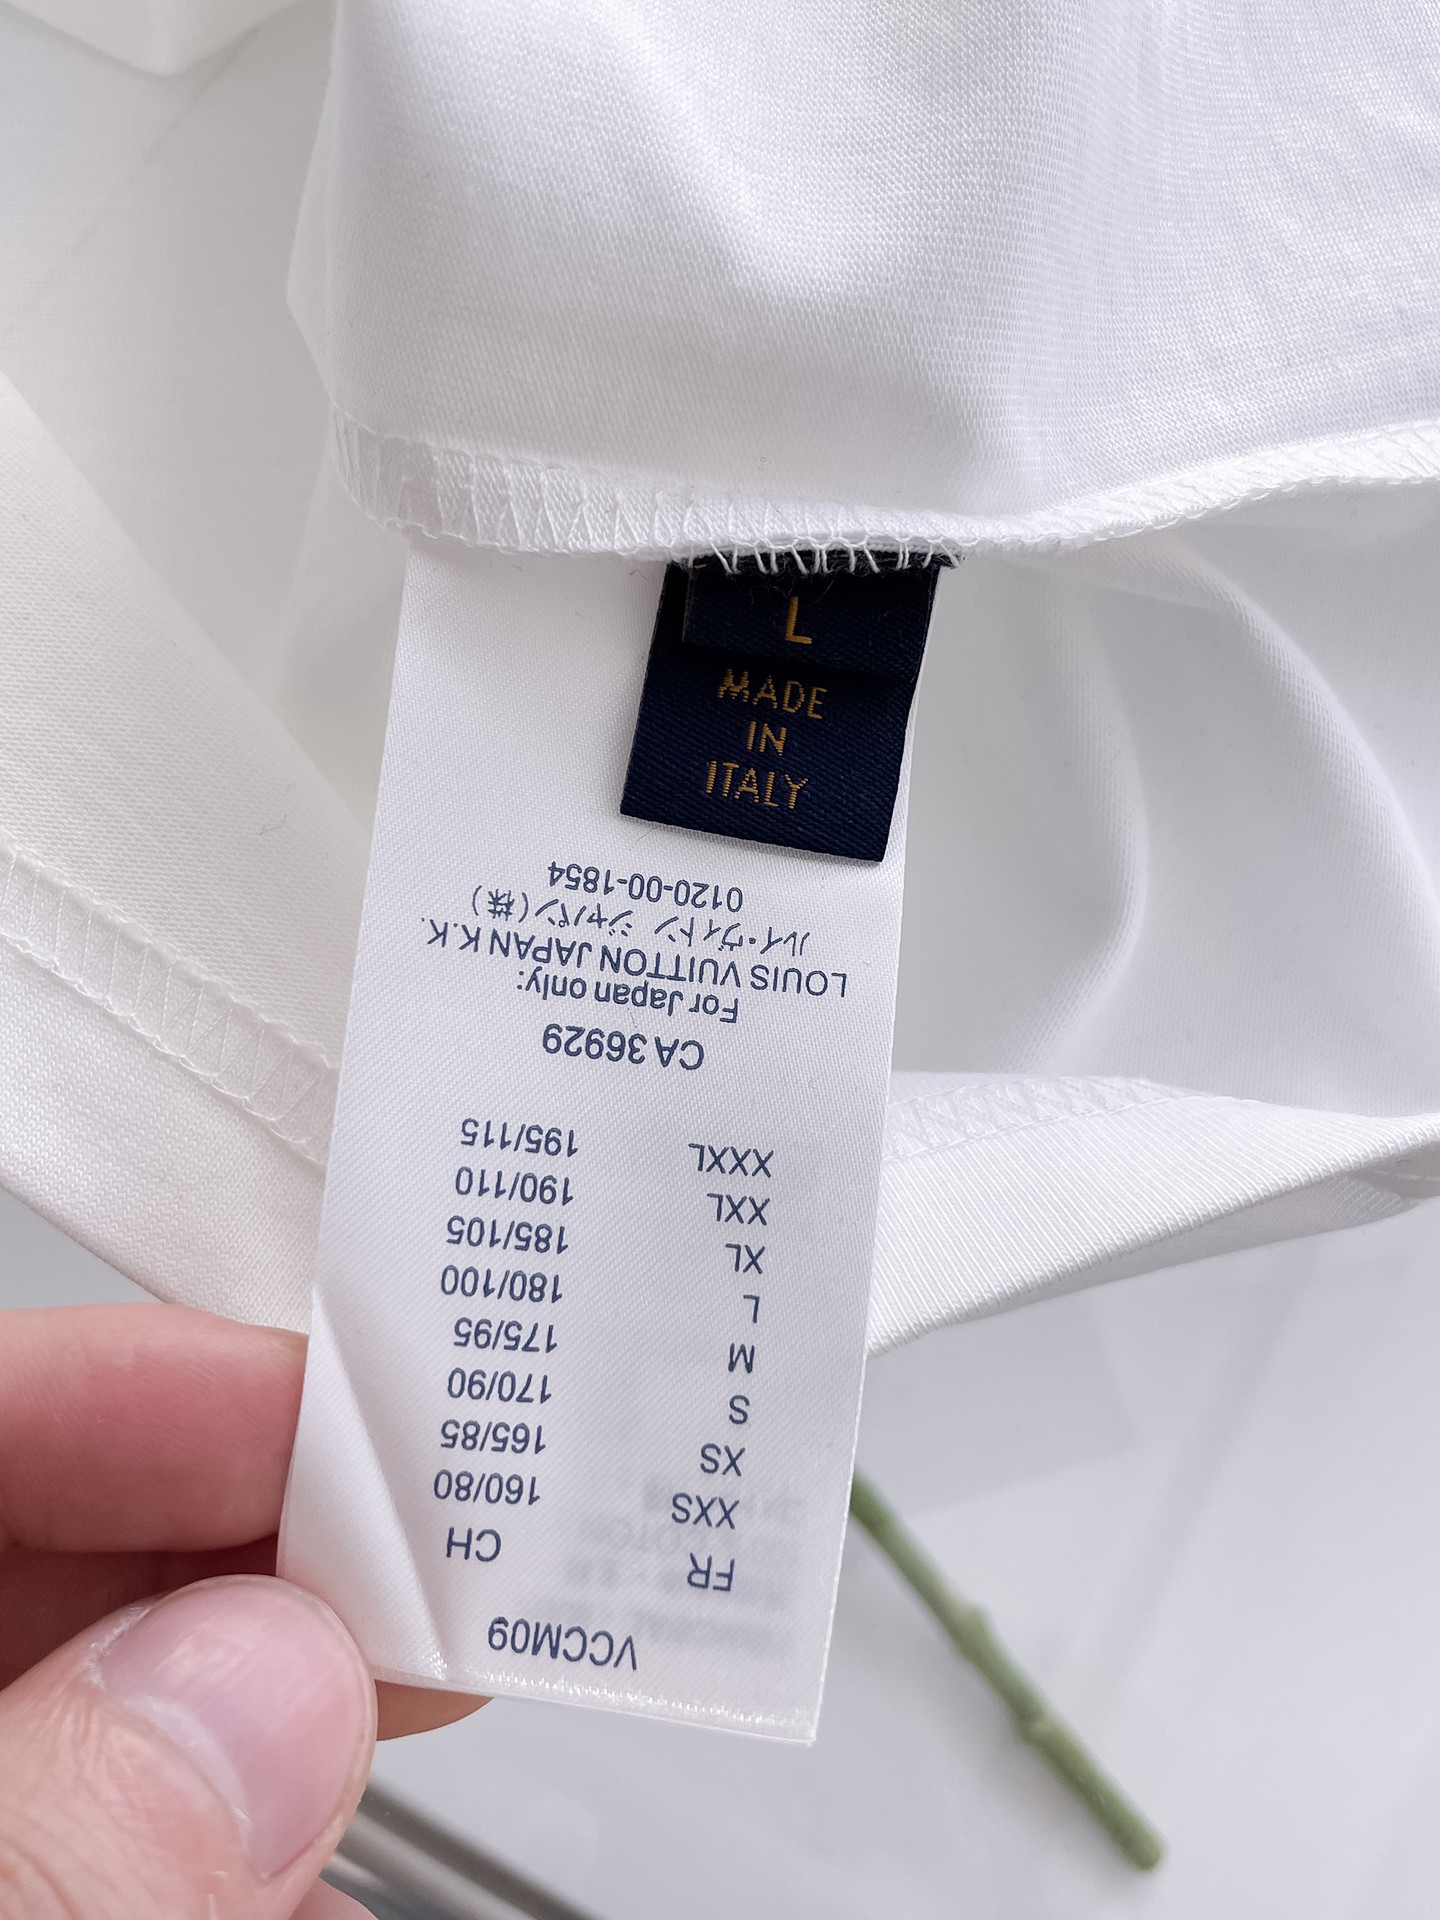 L
MADE
IN
ITALY
VCCM09
FR CH
XXS 160/80
XS 165/85
S 170/90
M 175/95
L 180/100
XL 185/105
XXL 190/110
XXXL 195/115
CA 36929
For Japan only:
LOUIS VUITTON JAPAN K.K.
ルイ・ヴィトン ジャパン(株)
0120-00-1854